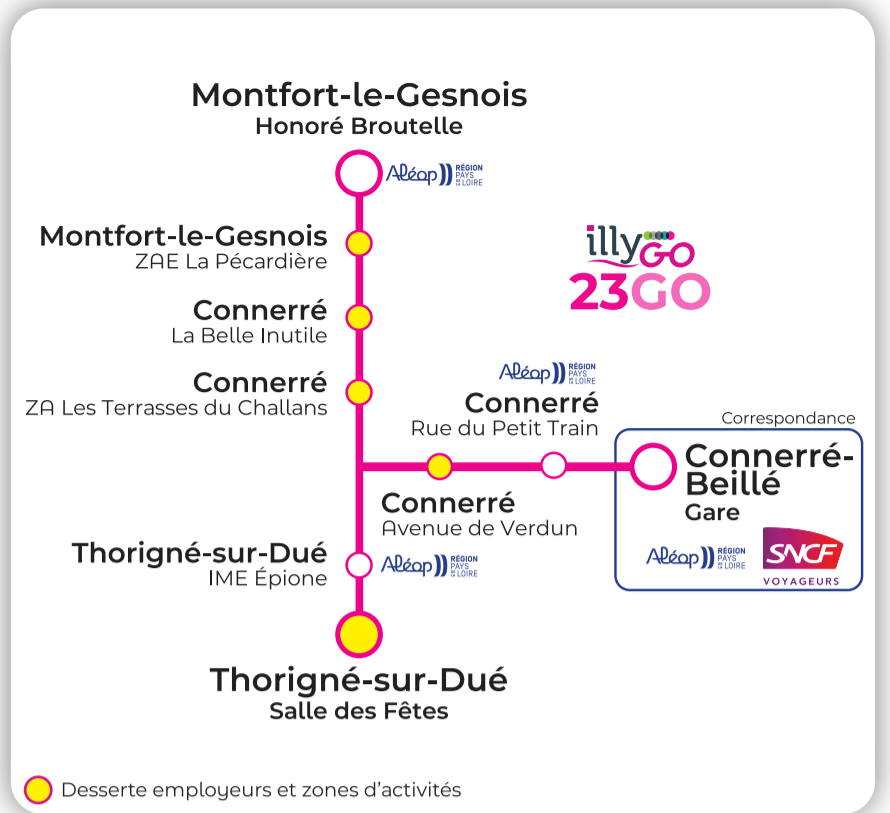 Montfort-le-Gesnois
Honoré Broutelle
Aléop RÉGION
PAYS
DE LA LOIRE
Montfort-le-Gesnois
ZAE La Pécardière
illyGO
23GO
Connerré
La Belle Inutile
Connerré
ZA Les Terrasses du Challans
Aléop RÉGION
PAYS
DE LA LOIRE
Connerré
Rue du Petit Train
Correspondance
Connerré-
Beillé
Gare
Aléop RÉGION
PAYS
DE LA LOIRE
SNCF
VOYAGEURS
Connerré
Avenue de Verdun
Thorigné-sur-Dué
IME Épione
Aléop RÉGION
PAYS
DE LA LOIRE
Thorigné-sur-Dué
Salle des Fêtes
Desserte employeurs et zones d'activités